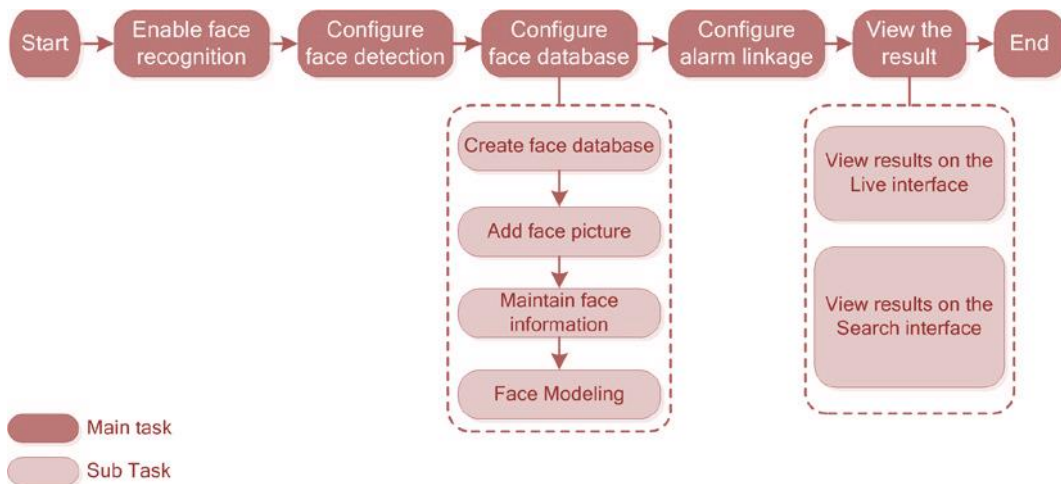 Start
Enable face
recognition
Configure
face detection
Configure
face database
Configure
alarm linkage
View the
result
End
Create face database
Add face picture
Maintain face
information
Face Modeling
View results on the
Live interface
View results on the
Search interface
Main task
Sub Task